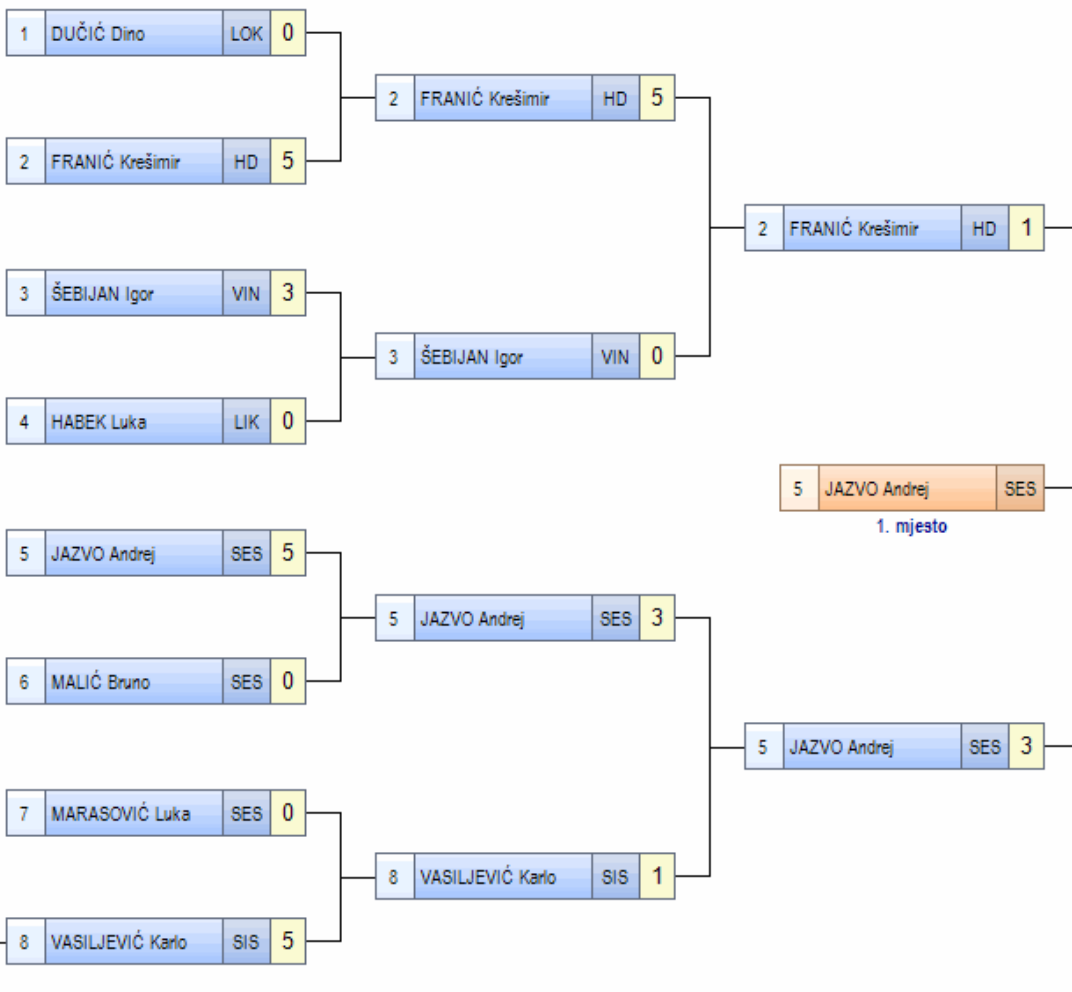 1 DUČIĆ Dino LOK 0
2 FRANIĆ Krešimir HD 5
2 FRANIĆ Krešimir HD 5
2 FRANIĆ Krešimir HD 1
3 ŠEBIJAN Igor VIN 3
3 ŠEBIJAN Igor VIN 0
4 HABEK Luka LIK 0
5 JAZVO Andrej SES
1. mjesto
5 JAZVO Andrej SES 5
5 JAZVO Andrej SES 3
6 MALIĆ Bruno SES 0
5 JAZVO Andrej SES 3
7 MARASOVIĆ Luka SES 0
8 VASILJEVIĆ Karlo SIS 1
8 VASILJEVIĆ Karlo SIS 5